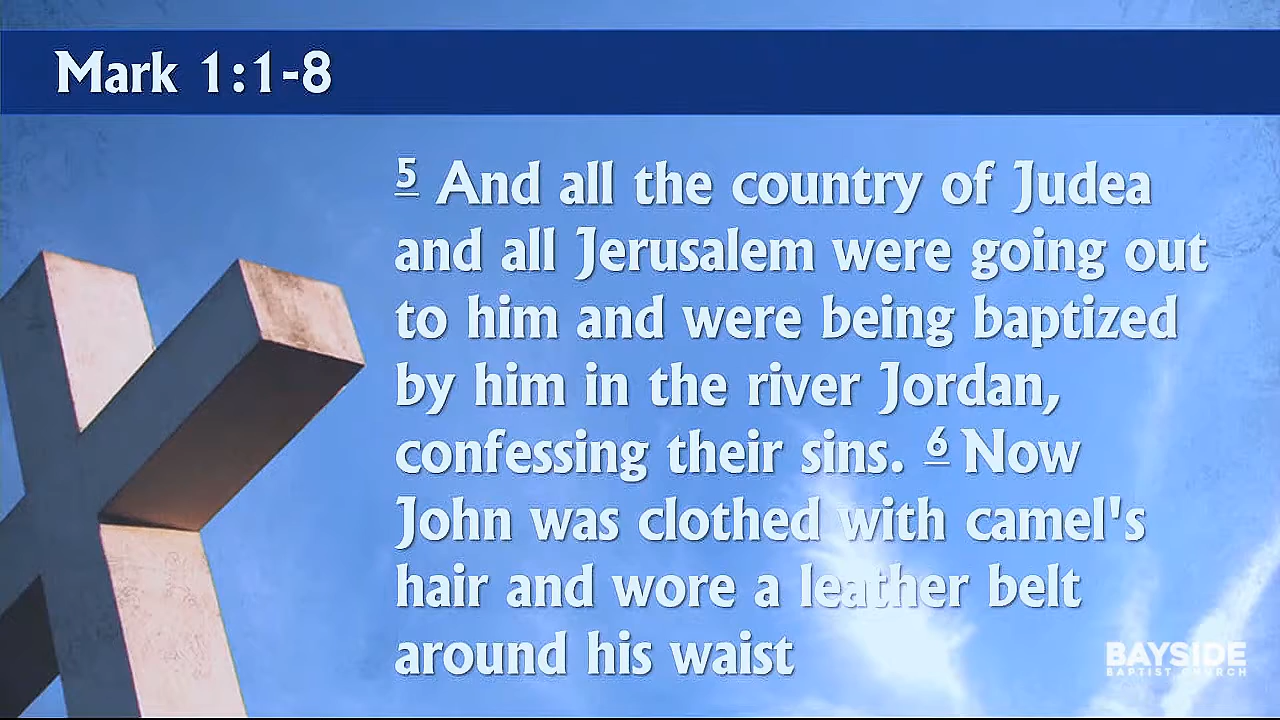 Mark 1:1-8
5 And all the country of Judea
and all Jerusalem were going out
to him and were being baptized
by him in the river Jordan,
confessing their sins. 6 Now
John was clothed with camel's
hair and wore a leather belt
around his waist
BAYSIDE
BAPTIST CHURCH